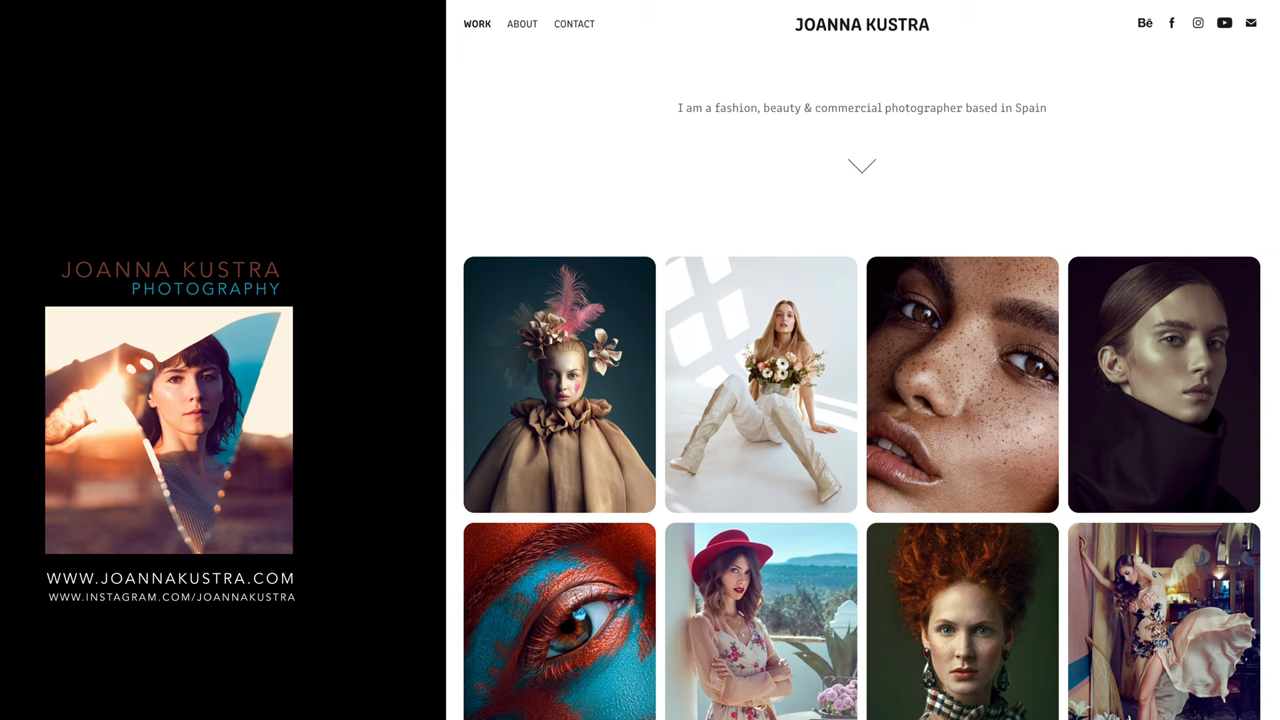 JOANNA KUSTRA
PHOTOGRAPHY
WWW.JOANNAKUSTRA.COM
WWW.INSTAGRAM.COM/JOANNAKUSTRA
WORK ABOUT CONTACT
JOANNA KUSTRA
Bē
I am a fashion, beauty & commercial photographer based in Spain